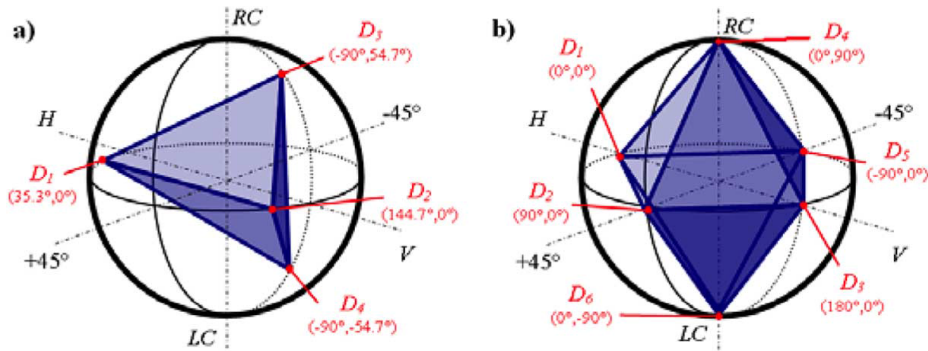 a)
RC
D₃
(-90°,54.7°)
H
-45°
D₁
(35.3°,0°)
D₂
(144.7°,0°)
+45°
V
D₄
(-90°,-54.7°)
LC
b)
RC
D₄
(0°,90°)
D₁
(0°,0°)
H
-45°
D₅
(-90°,0°)
D₂
(90°,0°)
+45°
V
D₃
(180°,0°)
D₆
(0°,-90°)
LC